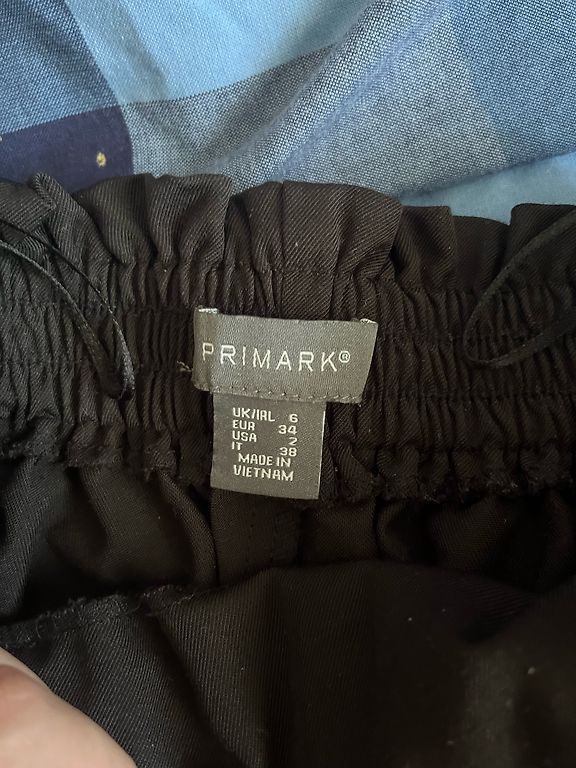 PRIMARK®
UK/IRL 6
EUR 34
USA 2
IT 38
MADE IN
VIETNAM